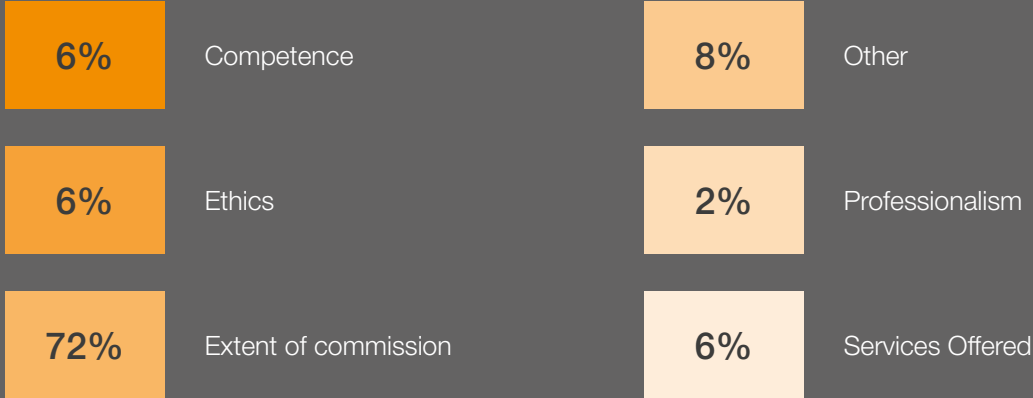 6% Competence
6% Ethics
72% Extent of commission
8% Other
2% Professionalism
6% Services Offered